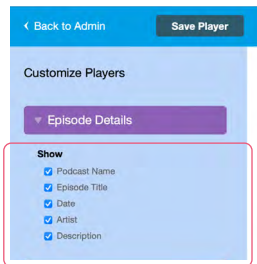 Back to Admin
Save Player
Customize Players
Episode Details
Show
Podcast Name
Episode Title
Date
Artist
Description